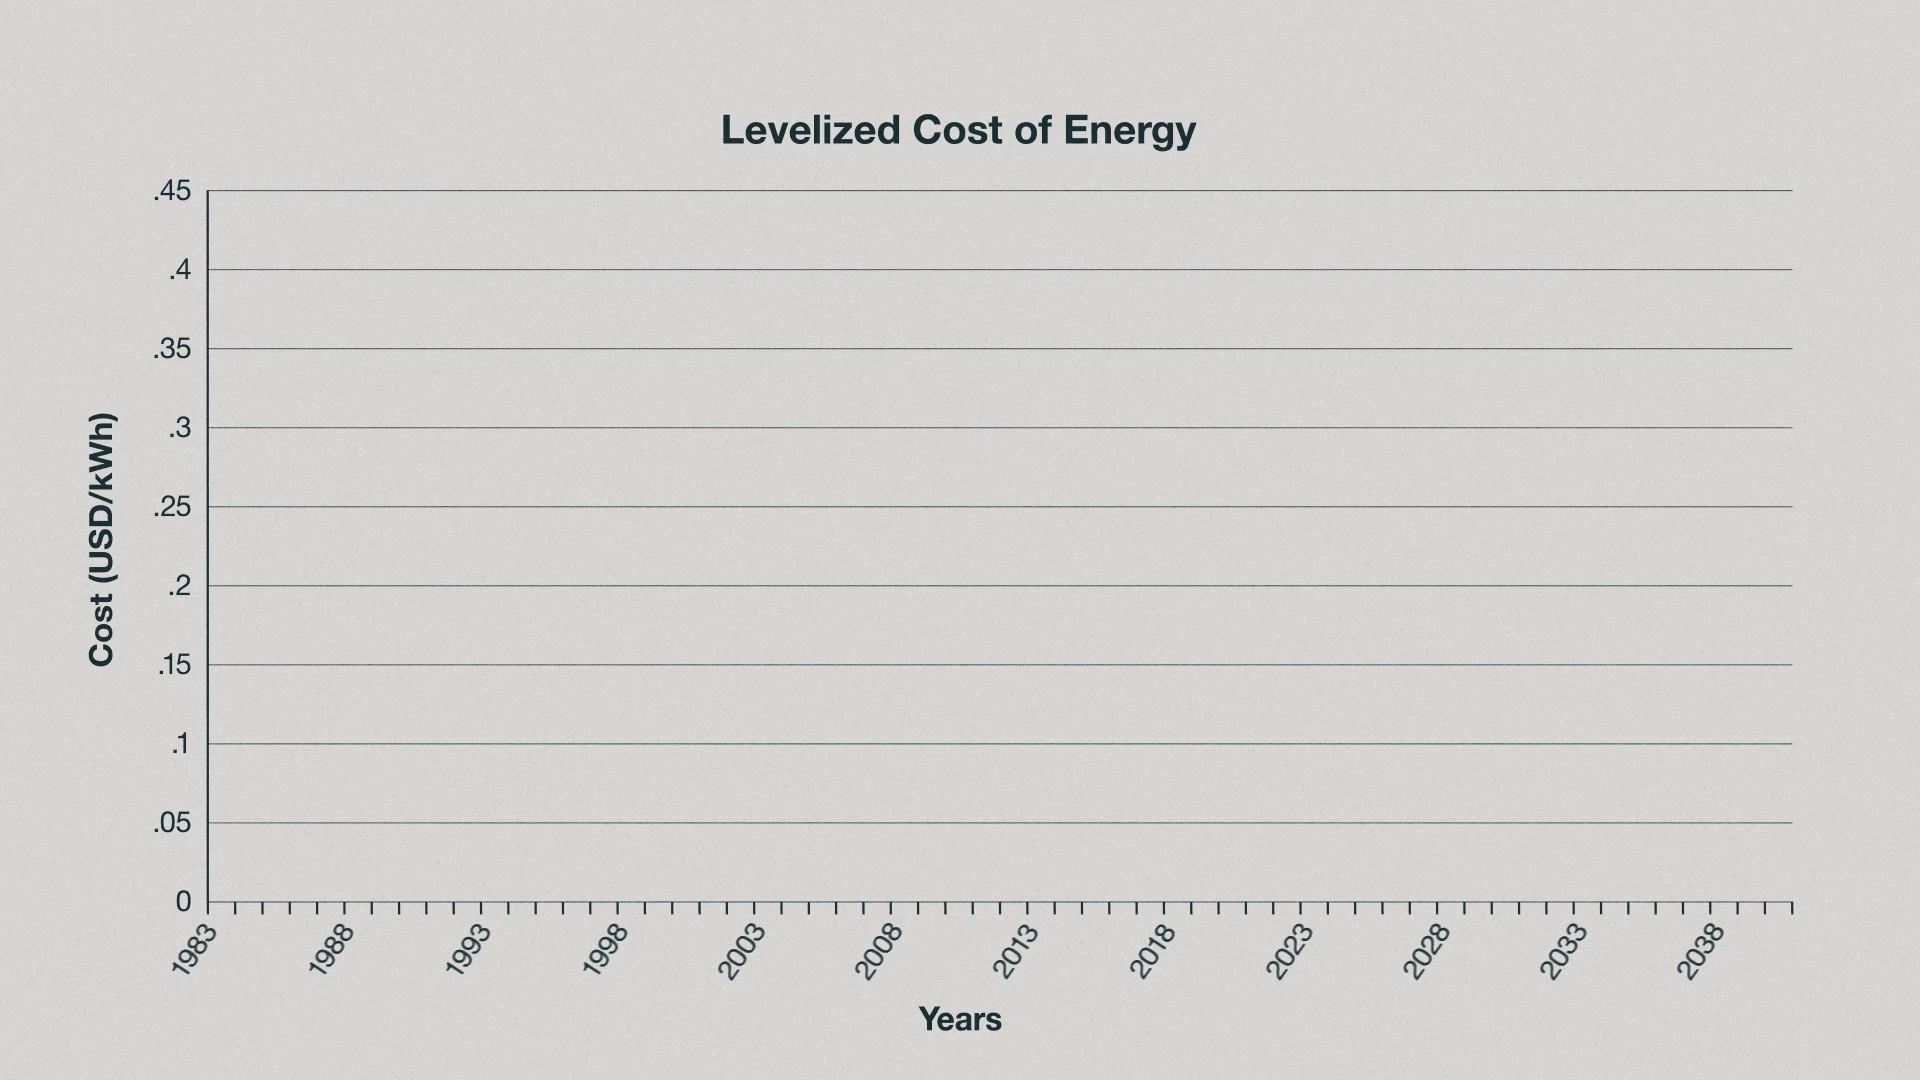 Levelized Cost of Energy
.45
.4
.35
.3
.25
.2
.15
.1
.05
0
Cost (USD/kWh)
1983 1988 1993 1998 2003 2008 2013 2018 2023 2028 2033 2038
Years